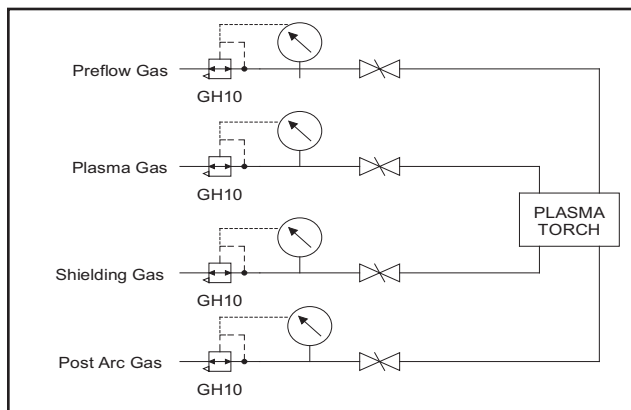 Preflow Gas
GH10
Plasma Gas
GH10
PLASMA
TORCH
Shielding Gas
GH10
Post Arc Gas
GH10